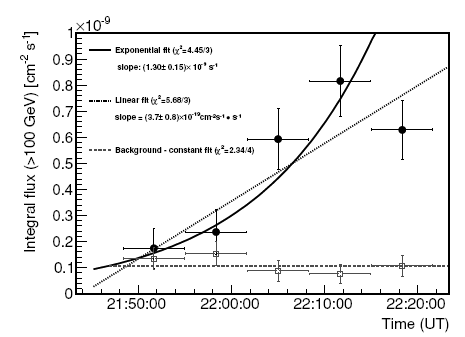 1×10⁻⁹
Integral flux (>100 GeV) [cm⁻² s⁻¹]
0.9
0.8
0.7
0.6
0.5
0.4
0.3
0.2
0.1
0
Exponential fit (χ²=4.45/3)
slope: (1.30± 0.15)× 10⁻³ s⁻¹
Linear fit (χ²=5.68/3)
slope = (3.7± 0.8)×10⁻¹³cm⁻²s⁻¹ • s⁻¹
Background - constant fit (χ²=2.34/4)
21:50:00 22:00:00 22:10:00 22:20:00
Time (UT)